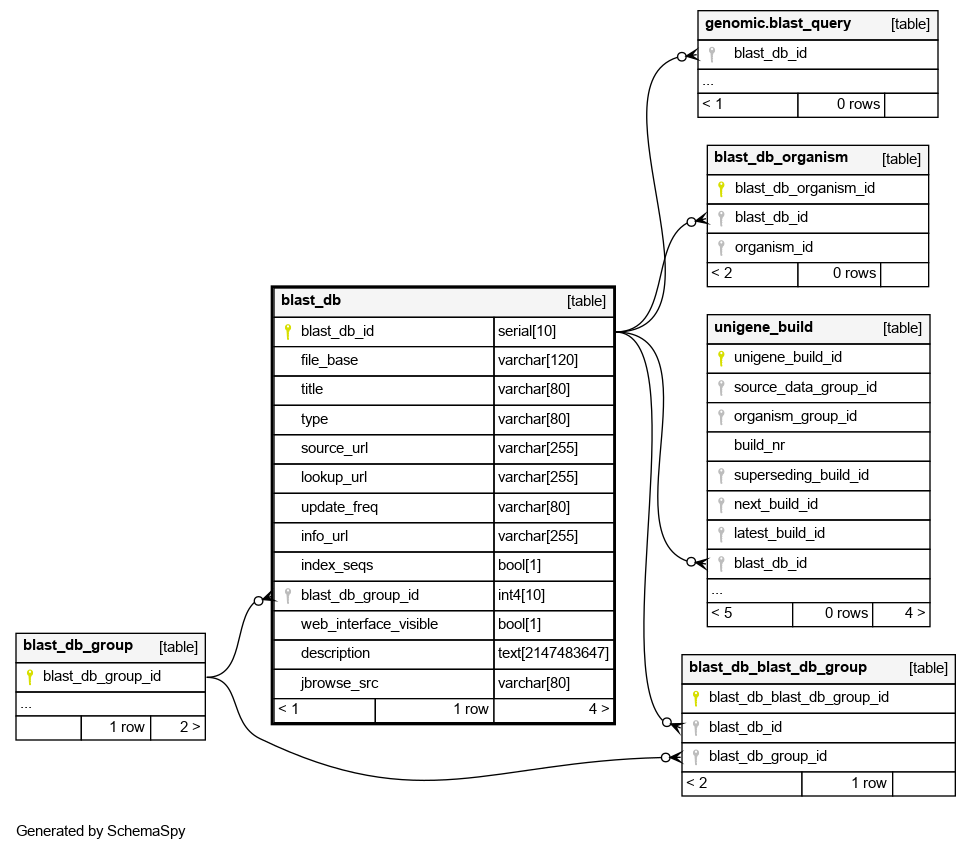 genomic.blast_query [table]
blast_db_id
...
< 1 0 rows
blast_db_organism [table]
blast_db_organism_id
blast_db_id
organism_id
< 2 0 rows
blast_db [table]
blast_db_id serial[10]
file_base varchar[120]
title varchar[80]
type varchar[80]
source_url varchar[255]
lookup_url varchar[255]
update_freq varchar[80]
info_url varchar[255]
index_seqs bool[1]
blast_db_group_id int4[10]
web_interface_visible bool[1]
description text[2147483647]
jbrowse_src varchar[80]
< 1 1 row 4 >
unigene_build [table]
unigene_build_id
source_data_group_id
organism_group_id
build_nr
superseding_build_id
next_build_id
latest_build_id
blast_db_id
...
< 5 0 rows 4 >
blast_db_group [table]
blast_db_group_id
...
1 row 2 >
blast_db_blast_db_group [table]
blast_db_blast_db_group_id
blast_db_id
blast_db_group_id
< 2 1 row
Generated by SchemaSpy